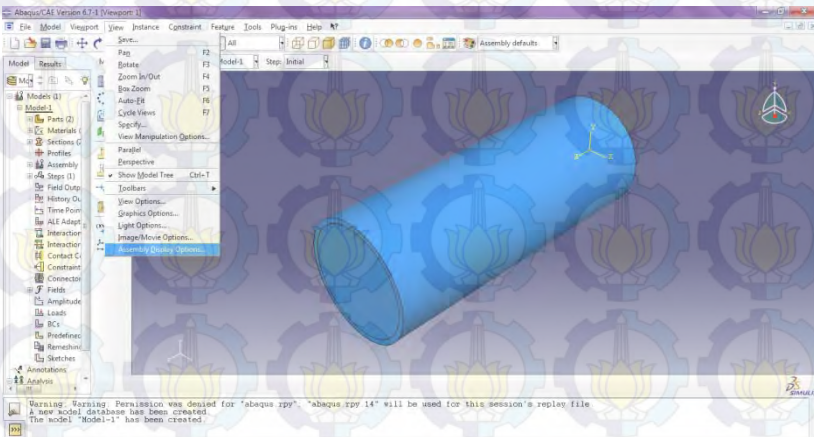 Abaqus/CAE Version 6.7-1 [Viewport: 1]
File Model Viewport View Instance Constraint Feature Tools Plug-ins Help
All
Assembly defaults
Model Results
Model-1 Step: Initial
Save...
Pan F2
Rotate F3
Zoom In/Out F4
Box Zoom F5
Auto-Fit F6
Cycle Views F7
Specify...
View Manipulation Options...
Parallel
Perspective
Show Model Tree Ctrl+T
Toolbars
View Options...
Graphics Options...
Light Options...
Image/Movie Options...
Assembly Display Options...
Models (1)
Model-1
Parts (2)
Materials (
Sections (2
Profiles
Assembly
Steps (1)
Field Outp
History Ou
Time Poin
ALE Adapt
Interaction
Interaction
Contact Co
Constraint
Connector
Fields
Amplitude
Loads
BCs
Predefined
Remeshing
Sketches
Annotations
Analysis
Y
Z
SIMULI
Warning: Warning: Permission was denied for "abaqus.rpy". "abaqus.rpy.14" will be used for this session's replay file
A new model database has been created.
The model "Model-1" has been created.
>>>